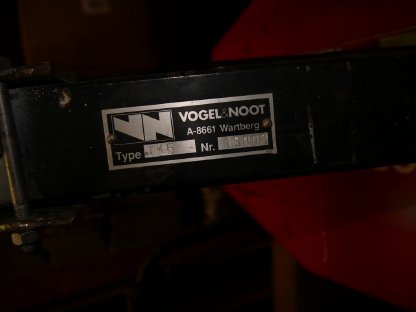 VOGEL&NOOT
A-8661 Wartberg
Type Nr.